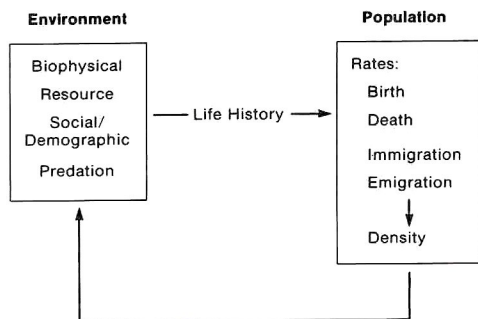 Environment
Biophysical
Resource
Social/
Demographic
Predation
Life History
Population
Rates:
Birth
Death
Immigration
Emigration
Density